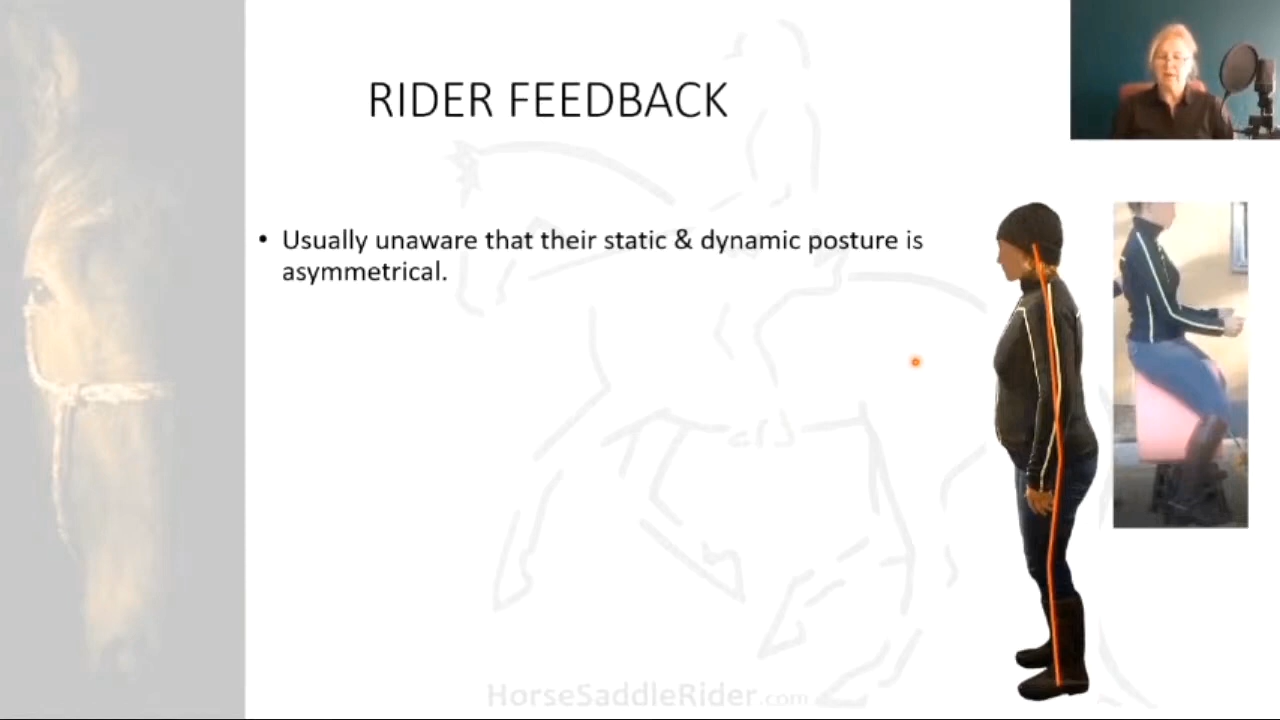 RIDER FEEDBACK
• Usually unaware that their static & dynamic posture is
asymmetrical.
HorseSaddleRider.com